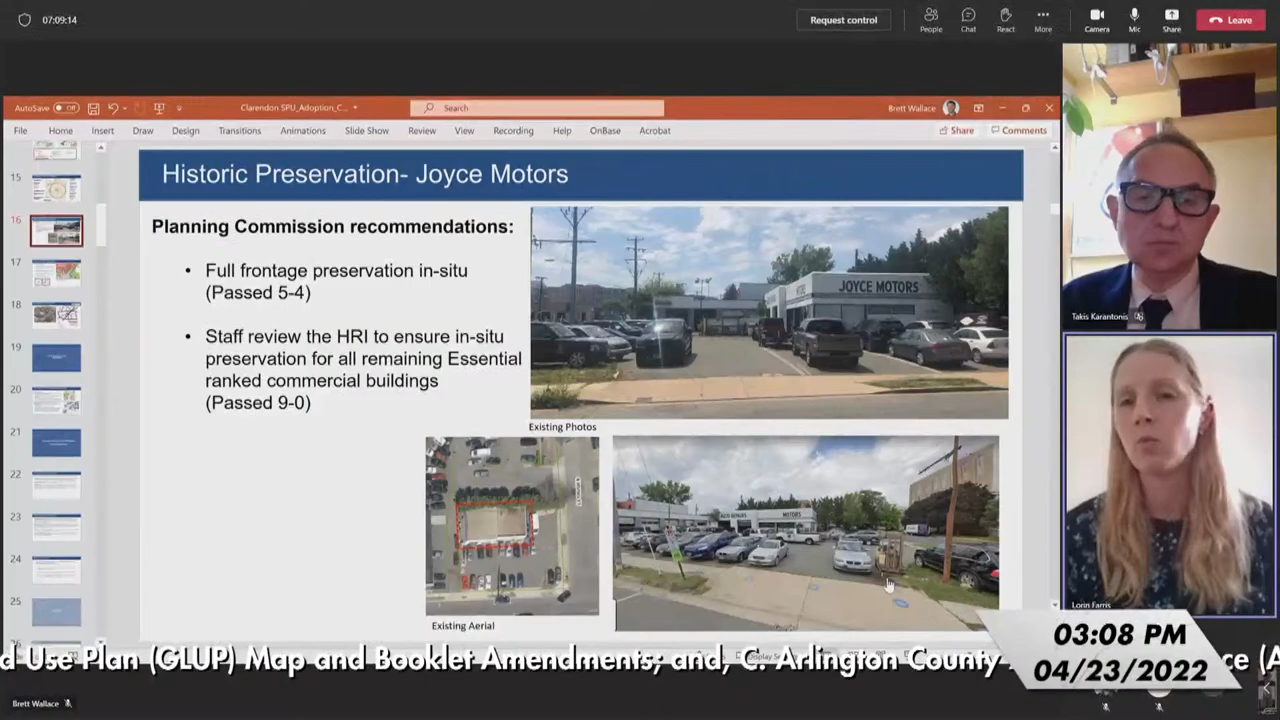 07:09:14
Request control
People
Chat
React
More
Camera
Mic
Share
Leave
AutoSave Off
Clarendon SPU_Adoption_C...
Search
Brett Wallace
File Home Insert Draw Design Transitions Animations Slide Show Review View Recording Help OnBase Acrobat
Share Comments
15
16
17
18
19
20
21
22
23
24
25
Historic Preservation- Joyce Motors
Planning Commission recommendations:
• Full frontage preservation in-situ
(Passed 5-4)
• Staff review the HRI to ensure in-situ
preservation for all remaining Essential
ranked commercial buildings
(Passed 9-0)
JOYCE MOTORS
Existing Photos
AUTO REPAIRS MOTORS
Existing Aerial
Takis Karantonis
Lorin Farris
03:08 PM
04/23/2022
d Use Plan (GLUP) Map and Booklet Amendments; and, C. Arlington County
ce (A
Brett Wallace